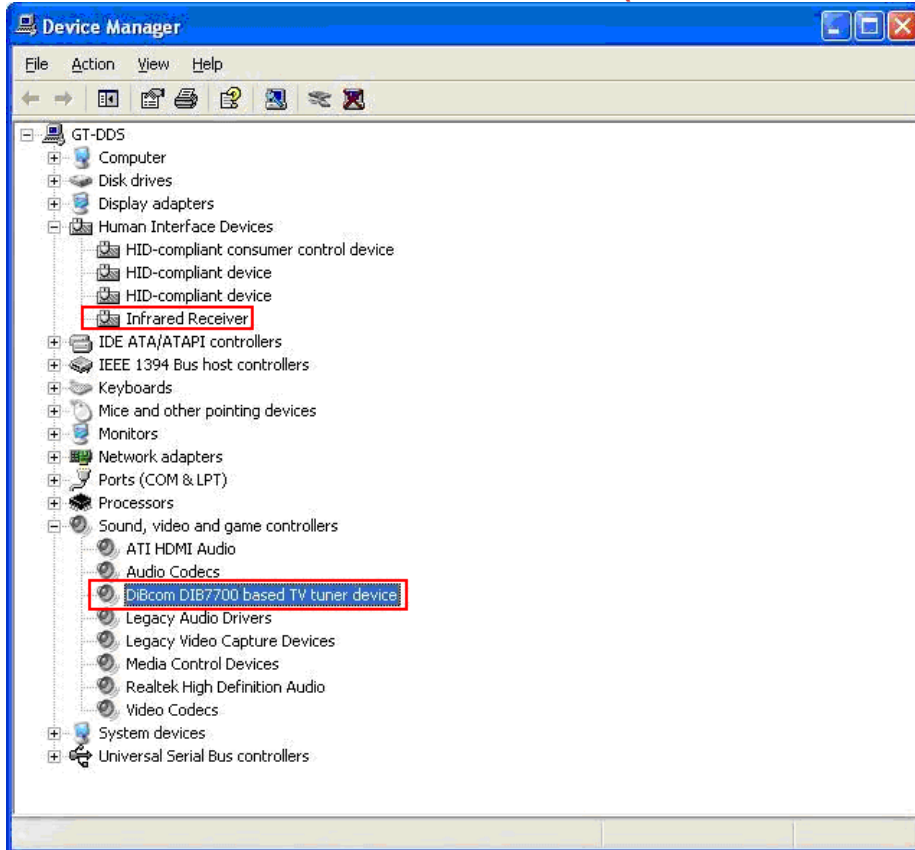 Device Manager
File Action View Help
GT-DDS
Computer
Disk drives
Display adapters
Human Interface Devices
HID-compliant consumer control device
HID-compliant device
HID-compliant device
Infrared Receiver
IDE ATA/ATAPI controllers
IEEE 1394 Bus host controllers
Keyboards
Mice and other pointing devices
Monitors
Network adapters
Ports (COM & LPT)
Processors
Sound, video and game controllers
ATI HDMI Audio
Audio Codecs
DiBcom DIB7700 based TV tuner device
Legacy Audio Drivers
Legacy Video Capture Devices
Media Control Devices
Realtek High Definition Audio
Video Codecs
System devices
Universal Serial Bus controllers